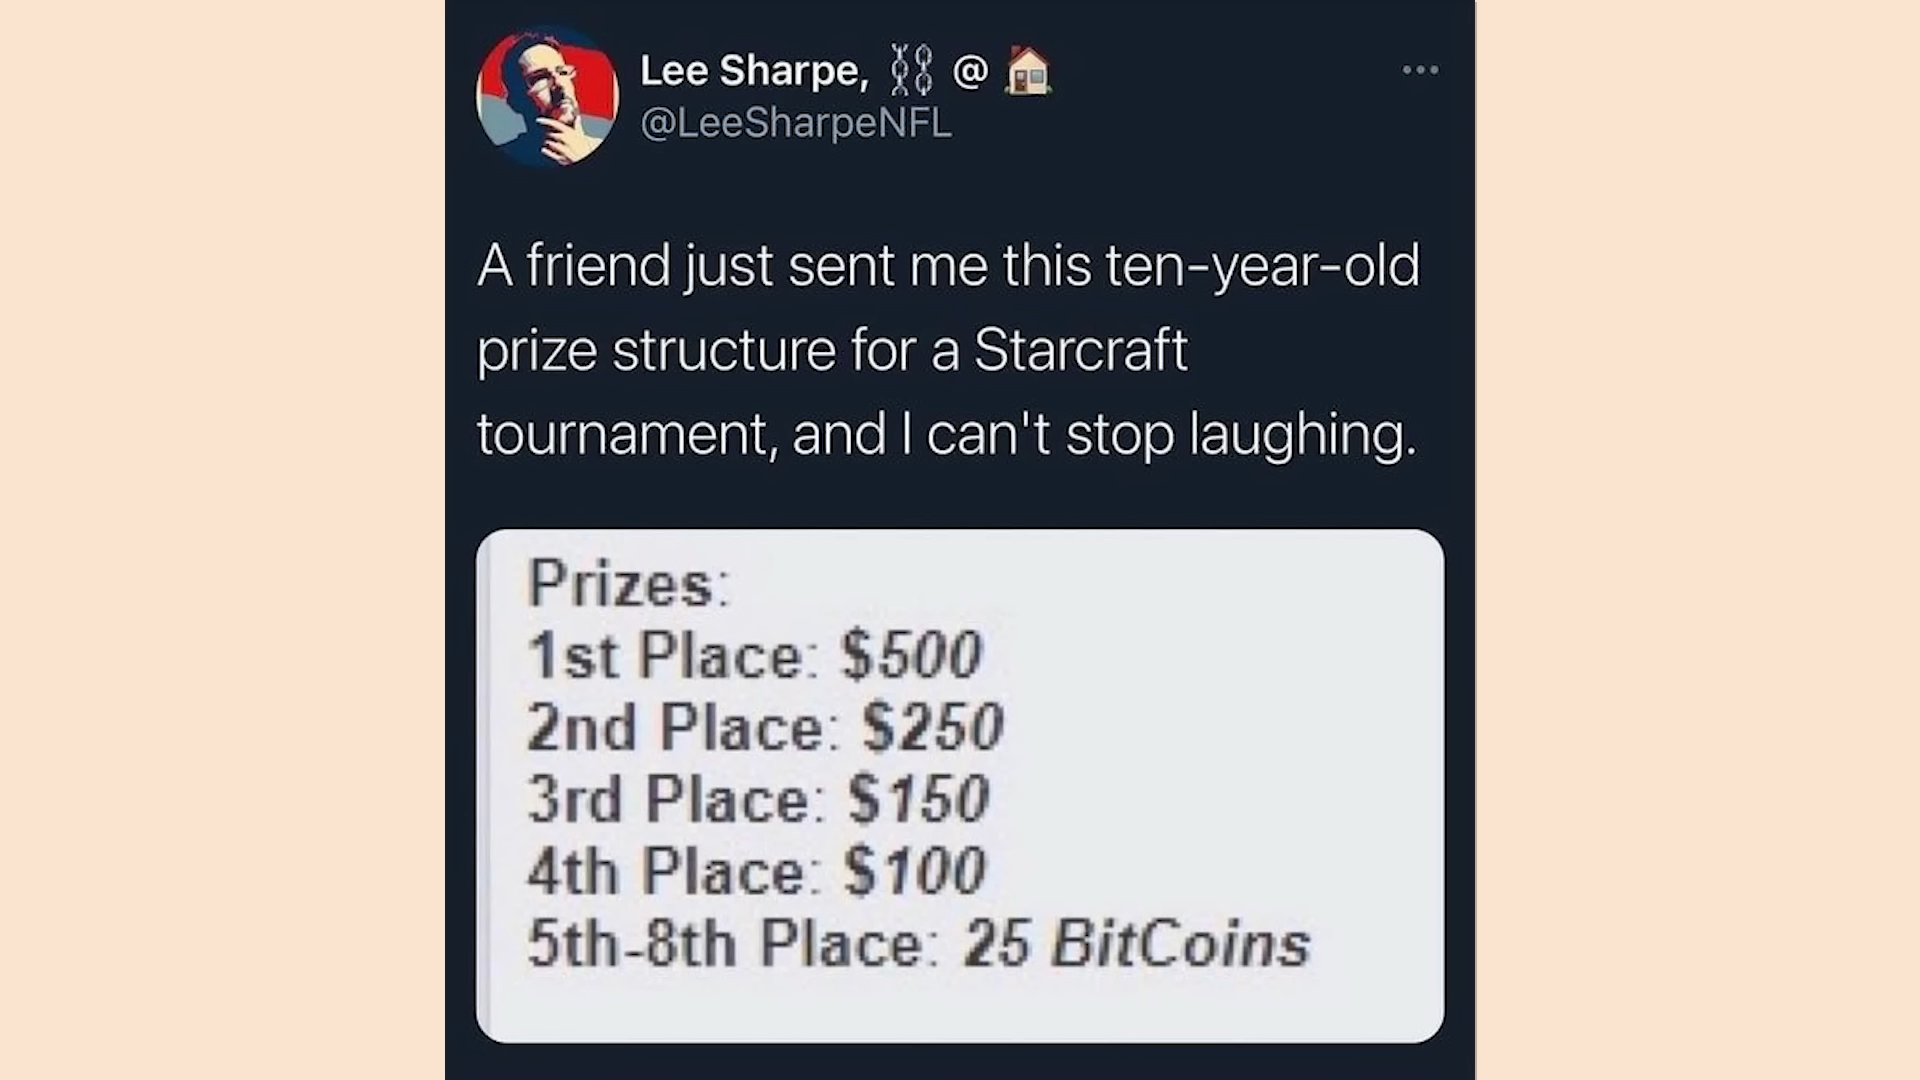 Lee Sharpe, ⛓ @ 🏠
@LeeSharpeNFL
A friend just sent me this ten-year-old
prize structure for a Starcraft
tournament, and I can't stop laughing.
Prizes:
1st Place: $500
2nd Place: $250
3rd Place: $150
4th Place: $100
5th-8th Place: 25 BitCoins